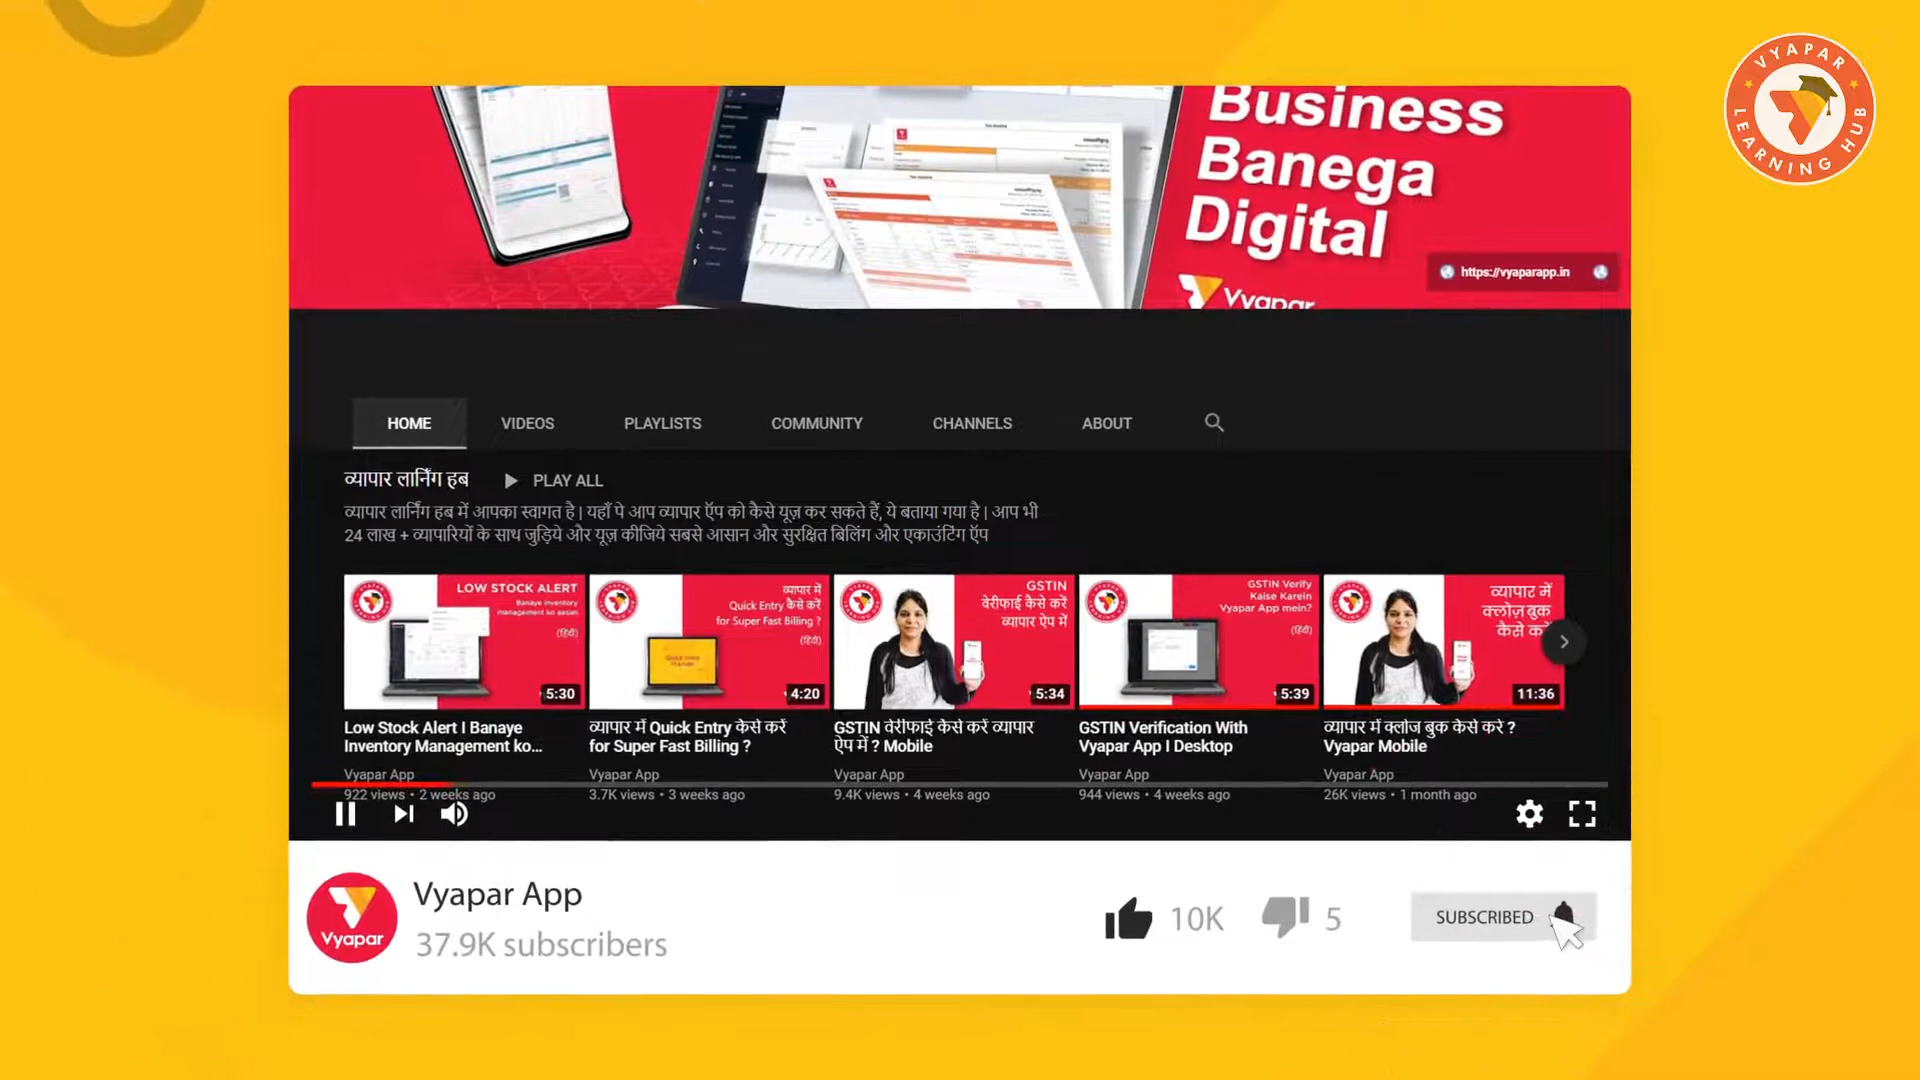 VYAPAR
LEARNING HUB
Business
Banega
Digital
Vyapar
https://vyaparapp.in
HOME
VIDEOS
PLAYLISTS
COMMUNITY
CHANNELS
ABOUT
व्यापार लार्निंग हब
PLAY ALL
व्यापार लार्निंग हब में आपका स्वागत है | यहाँ पे आप व्यापार ऍप को कैसे यूज़ कर सकते हैं, ये बताया गया है | आप भी
24 लाख + व्यापारियों के साथ जुड़िये और यूज़ कीजिये सबसे आसान और सुरक्षित बिलिंग और एकाउंटिंग ऍप
LOW STOCK ALERT
Banaye inventory
management ko asaan
(हिंदी)
5:30
व्यापार में
Quick Entry कैसे करें
for Super Fast Billing ?
(हिंदी)
4:20
GSTIN
वेरीफाई कैसे करें
व्यापार ऐप में
5:34
GSTIN Verify
Kaise Karein
Vyapar App mein?
(हिंदी)
5:39
व्यापार में
क्लोज़ बुक
कैसे करें
11:36
Low Stock Alert I Banaye
Inventory Management ko...
Vyapar App
922 views • 2 weeks ago
व्यापार में Quick Entry कैसे करें
for Super Fast Billing ?
Vyapar App
3.7K views • 3 weeks ago
GSTIN वेरीफाई कैसे करें व्यापार
ऐप में ? Mobile
Vyapar App
9.4K views • 4 weeks ago
GSTIN Verification With
Vyapar App I Desktop
Vyapar App
944 views • 4 weeks ago
व्यापार में क्लोज बुक कैसे करे ?
Vyapar Mobile
Vyapar App
26K views • 1 month ago
Vyapar
Vyapar App
37.9K subscribers
10K
5
SUBSCRIBED